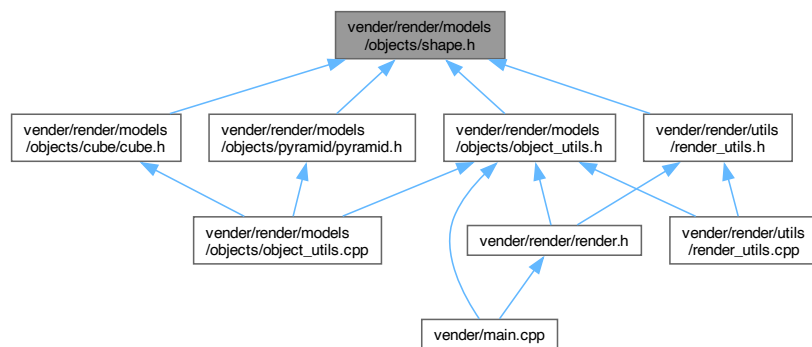 vender/render/models
/objects/shape.h
vender/render/models
/objects/cube/cube.h
vender/render/models
/objects/pyramid/pyramid.h
vender/render/models
/objects/object_utils.h
vender/render/utils
/render_utils.h
vender/render/models
/objects/object_utils.cpp
vender/render/render.h
vender/render/utils
/render_utils.cpp
vender/main.cpp